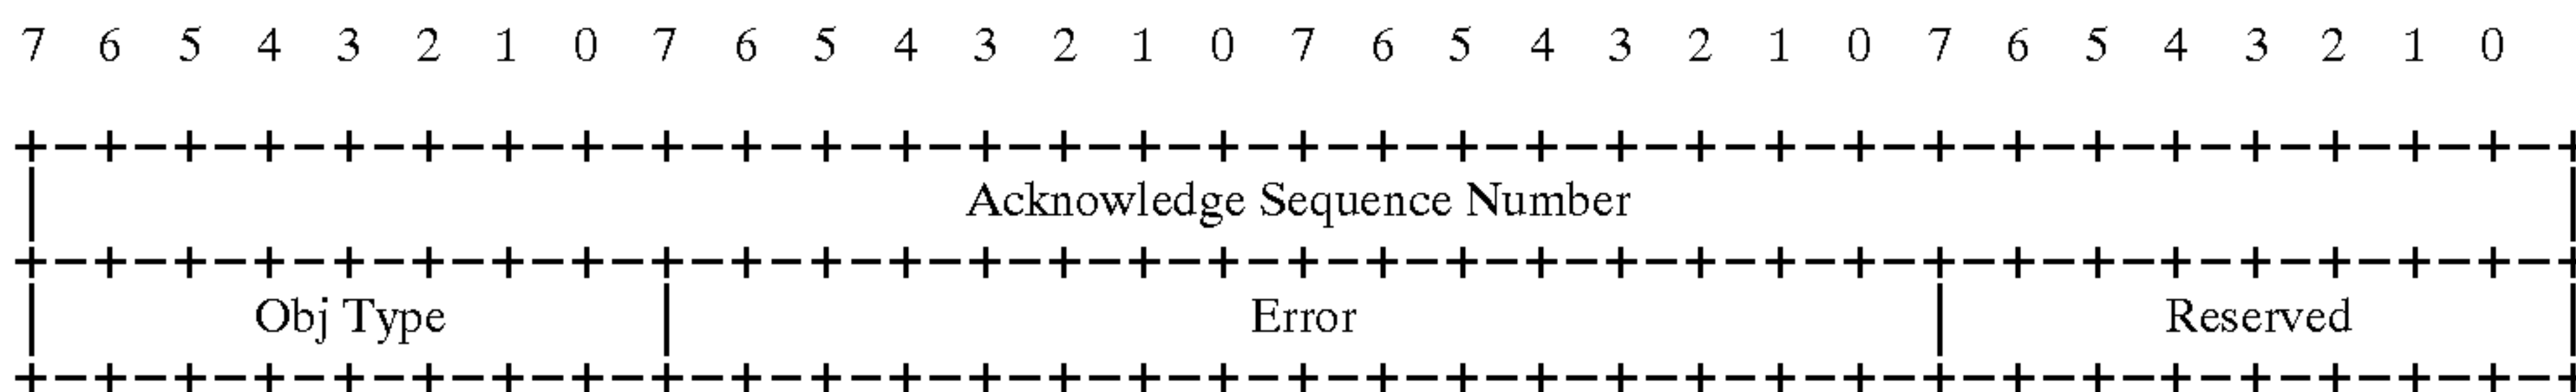 7 6 5 4 3 2 1 0 7 6 5 4 3 2 1 0 7 6 5 4 3 2 1 0 7 6 5 4 3 2 1 0
+-+-+-+-+-+-+-+-+-+-+-+-+-+-+-+-+-+-+-+-+-+-+-+-+-+-+-+-+-+-+-+-+
| Acknowledge Sequence Number |
+-+-+-+-+-+-+-+-+-+-+-+-+-+-+-+-+-+-+-+-+-+-+-+-+-+-+-+-+-+-+-+-+
| Obj Type | Error | Reserved |
+-+-+-+-+-+-+-+-+-+-+-+-+-+-+-+-+-+-+-+-+-+-+-+-+-+-+-+-+-+-+-+-+